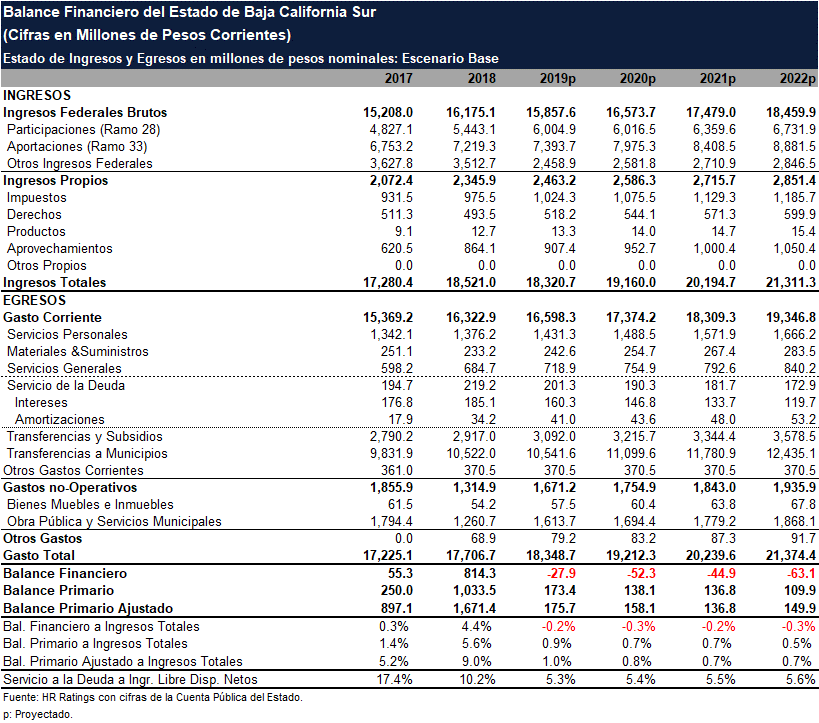 Balance Financiero del Estado de Baja California Sur
(Cifras en Millones de Pesos Corrientes)
Estado de Ingresos y Egresos en millones de pesos nominales: Escenario Base
2017 2018 2019p 2020p 2021p 2022p
INGRESOS
Ingresos Federales Brutos 15,208.0 16,175.1 15,857.6 16,573.7 17,479.0 18,459.9
Participaciones (Ramo 28) 4,827.1 5,443.1 6,004.9 6,016.5 6,359.6 6,731.9
Aportaciones (Ramo 33) 6,753.2 7,219.3 7,393.7 7,975.3 8,408.5 8,881.5
Otros Ingresos Federales 3,627.8 3,512.7 2,458.9 2,581.8 2,710.9 2,846.5
Ingresos Propios 2,072.4 2,345.9 2,463.2 2,586.3 2,715.7 2,851.4
Impuestos 931.5 975.5 1,024.3 1,075.5 1,129.3 1,185.7
Derechos 511.3 493.5 518.2 544.1 571.3 599.9
Productos 9.1 12.7 13.3 14.0 14.7 15.4
Aprovechamientos 620.5 864.1 907.4 952.7 1,000.4 1,050.4
Otros Propios 0.0 0.0 0.0 0.0 0.0 0.0
Ingresos Totales 17,280.4 18,521.0 18,320.7 19,160.0 20,194.7 21,311.3
EGRESOS
Gasto Corriente 15,369.2 16,322.9 16,598.3 17,374.2 18,309.3 19,346.8
Servicios Personales 1,342.1 1,376.2 1,431.3 1,488.5 1,571.9 1,666.2
Materiales &Suministros 251.1 233.2 242.6 254.7 267.4 283.5
Servicios Generales 598.2 684.7 718.9 754.9 792.6 840.2
Servicio de la Deuda 194.7 219.2 201.3 190.3 181.7 172.9
Intereses 176.8 185.1 160.3 146.8 133.7 119.7
Amortizaciones 17.9 34.2 41.0 43.6 48.0 53.2
Transferencias y Subsidios 2,790.2 2,917.0 3,092.0 3,215.7 3,344.4 3,578.5
Transferencias a Municipios 9,831.9 10,522.0 10,541.6 11,099.6 11,780.9 12,435.1
Otros Gastos Corrientes 361.0 370.5 370.5 370.5 370.5 370.5
Gastos no-Operativos 1,855.9 1,314.9 1,671.2 1,754.9 1,843.0 1,935.9
Bienes Muebles e Inmuebles 61.5 54.2 57.5 60.4 63.8 67.8
Obra Pública y Servicios Municipales 1,794.4 1,260.7 1,613.7 1,694.4 1,779.2 1,868.1
Otros Gastos 0.0 68.9 79.2 83.2 87.3 91.7
Gasto Total 17,225.1 17,706.7 18,348.7 19,212.3 20,239.6 21,374.4
Balance Financiero 55.3 814.3 -27.9 -52.3 -44.9 -63.1
Balance Primario 250.0 1,033.5 173.4 138.1 136.8 109.9
Balance Primario Ajustado 897.1 1,671.4 175.7 158.1 136.8 149.9
Bal. Financiero a Ingresos Totales 0.3% 4.4% -0.2% -0.3% -0.2% -0.3%
Bal. Primario a Ingresos Totales 1.4% 5.6% 0.9% 0.7% 0.7% 0.5%
Bal. Primario Ajustado a Ingresos Totales 5.2% 9.0% 1.0% 0.8% 0.7% 0.7%
Servicio a la Deuda a Ingr. Libre Disp. Netos 17.4% 10.2% 5.3% 5.4% 5.5% 5.6%
Fuente: HR Ratings con cifras de la Cuenta Pública del Estado.
p: Proyectado.